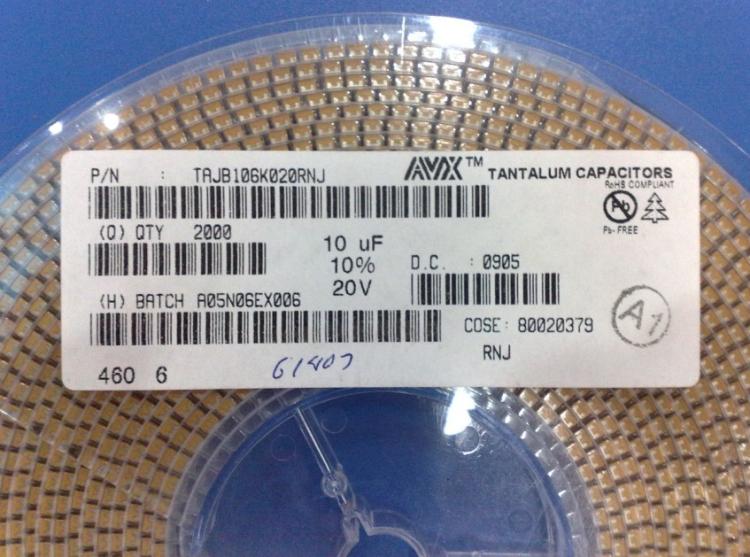 P/N : TAJB106K020RNJ AVX™ TANTALUM CAPACITORS
RoHS COMPLIANT
Pb
Pb- FREE
(Q) QTY 2000
10 uF
10%
20V
D.C. : 0905
(H) BATCH A05N06EX006
COSE: 80020379
RNJ
A1
460 6